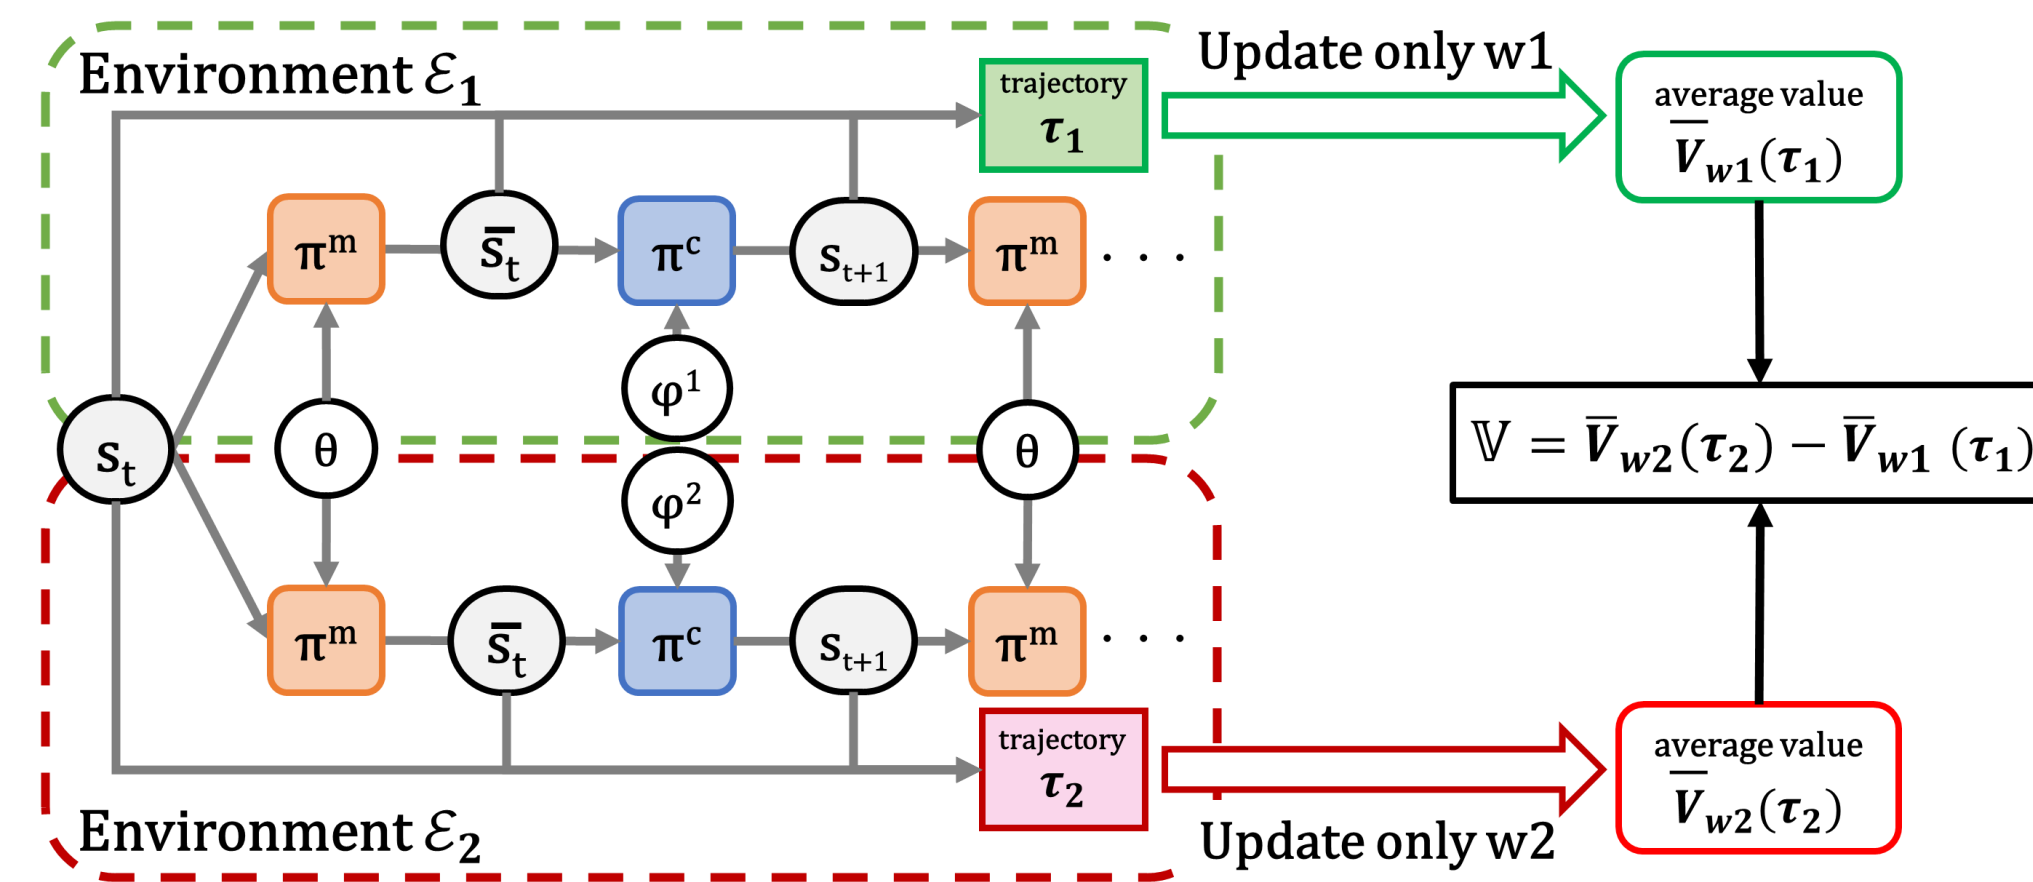 Environment ℰ₁
trajectory
τ₁
Update only w1
average value
V̅w1(τ₁)
πᵐ
s̅ₜ
πᶜ
sₜ₊₁
πᵐ
· · ·
φ¹
sₜ
θ
θ
𝕍 = V̅w2(τ₂) − V̅w1 (τ₁)
φ²
πᵐ
s̅ₜ
πᶜ
sₜ₊₁
πᵐ
· · ·
trajectory
τ₂
average value
V̅w2(τ₂)
Environment ℰ₂
Update only w2